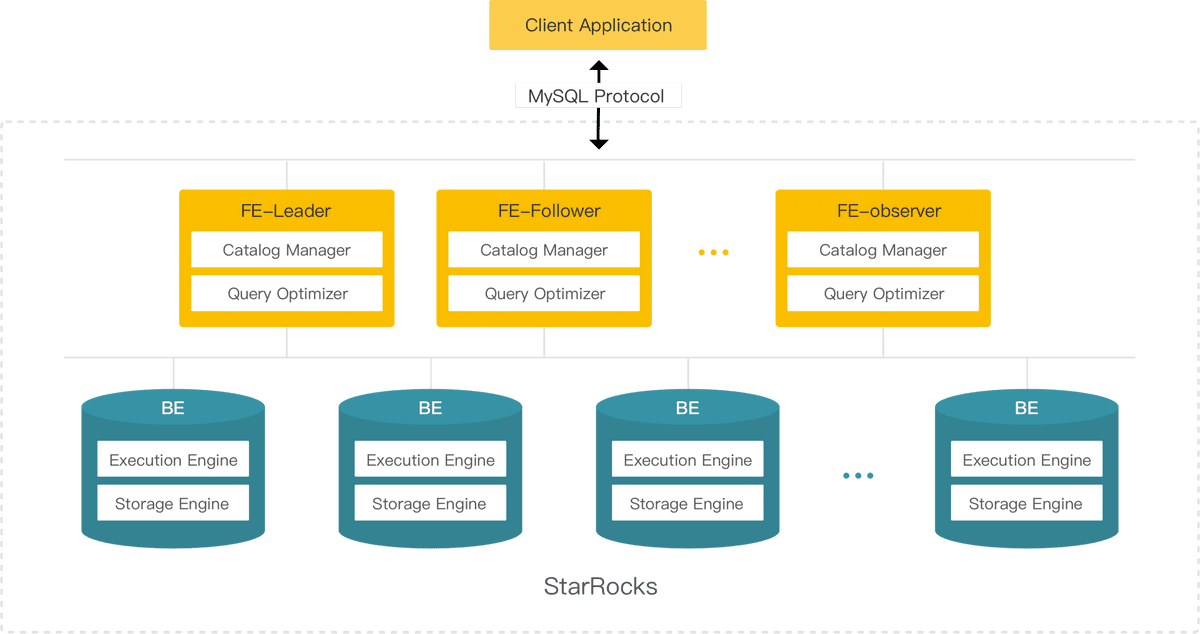 Client Application
MySQL Protocol
FE-Leader
Catalog Manager
Query Optimizer
FE-Follower
Catalog Manager
Query Optimizer
FE-observer
Catalog Manager
Query Optimizer
BE
Execution Engine
Storage Engine
BE
Execution Engine
Storage Engine
BE
Execution Engine
Storage Engine
BE
Execution Engine
Storage Engine
StarRocks